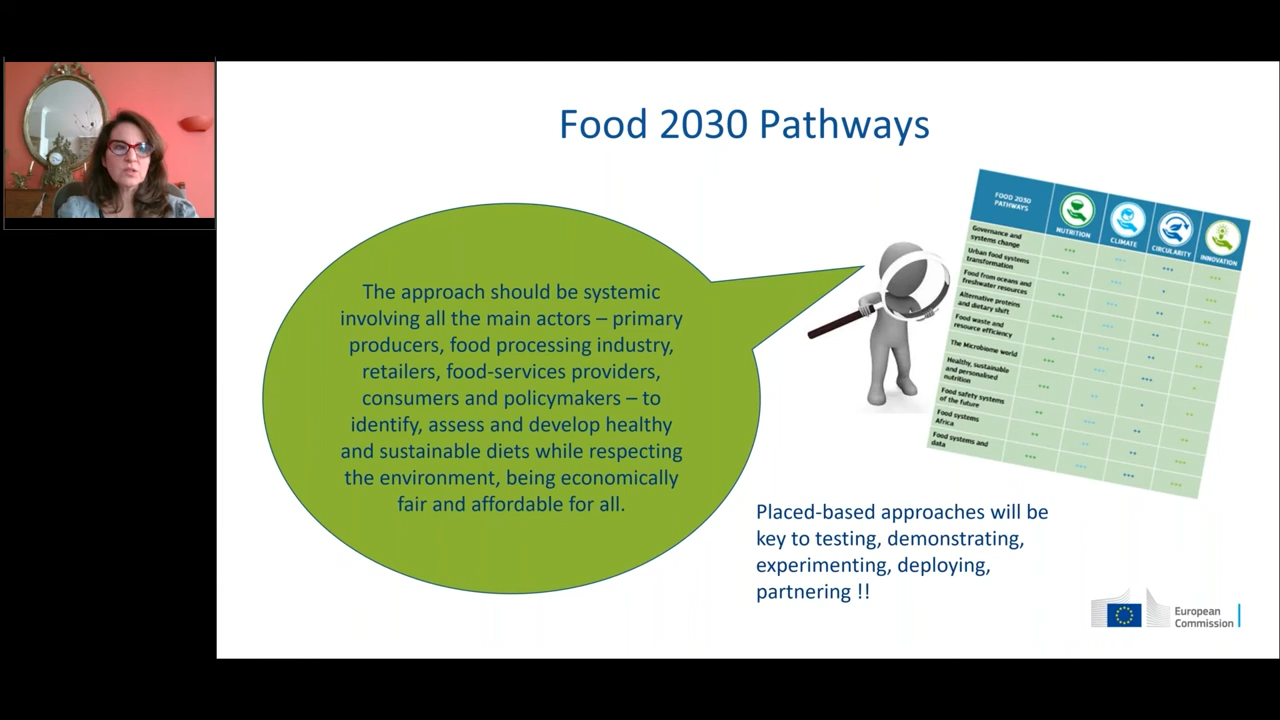 Food 2030 Pathways
The approach should be systemic
involving all the main actors – primary
producers, food processing industry,
retailers, food-services providers,
consumers and policymakers – to
identify, assess and develop healthy
and sustainable diets while respecting
the environment, being economically
fair and affordable for all.
FOOD 2030
PATHWAYS
NUTRITION
CLIMATE
CIRCULARITY
INNOVATION
Governance and
systems change
Urban food systems
transformation
Food from oceans and
freshwater resources
Alternative proteins
and dietary shift
Food waste and
resource efficiency
The Microbiome world
Healthy, sustainable
and personalised
nutrition
Food safety systems
of the future
Food systems
Africa
Food systems and
data
Placed-based approaches will be
key to testing, demonstrating,
experimenting, deploying,
partnering !!
European
Commission